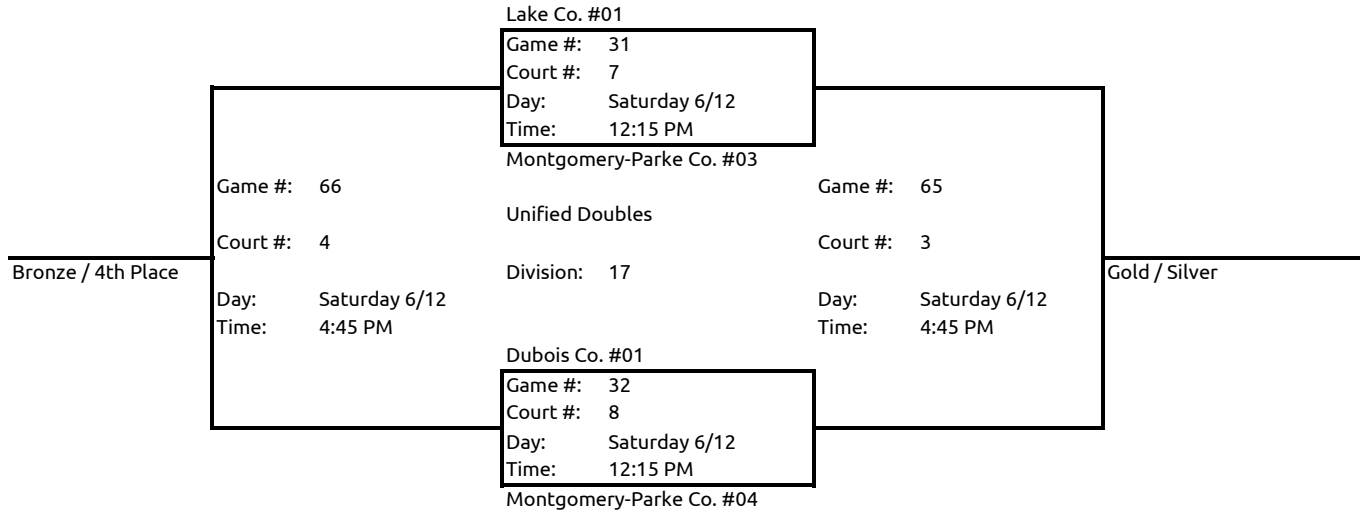 Lake Co. #01
Game #: 31
Court #: 7
Day: Saturday 6/12
Time: 12:15 PM
Montgomery-Parke Co. #03
Game #: 66
Court #: 4
Bronze / 4th Place
Day: Saturday 6/12
Time: 4:45 PM
Unified Doubles
Division: 17
Game #: 65
Court #: 3
Gold / Silver
Day: Saturday 6/12
Time: 4:45 PM
Dubois Co. #01
Game #: 32
Court #: 8
Day: Saturday 6/12
Time: 12:15 PM
Montgomery-Parke Co. #04